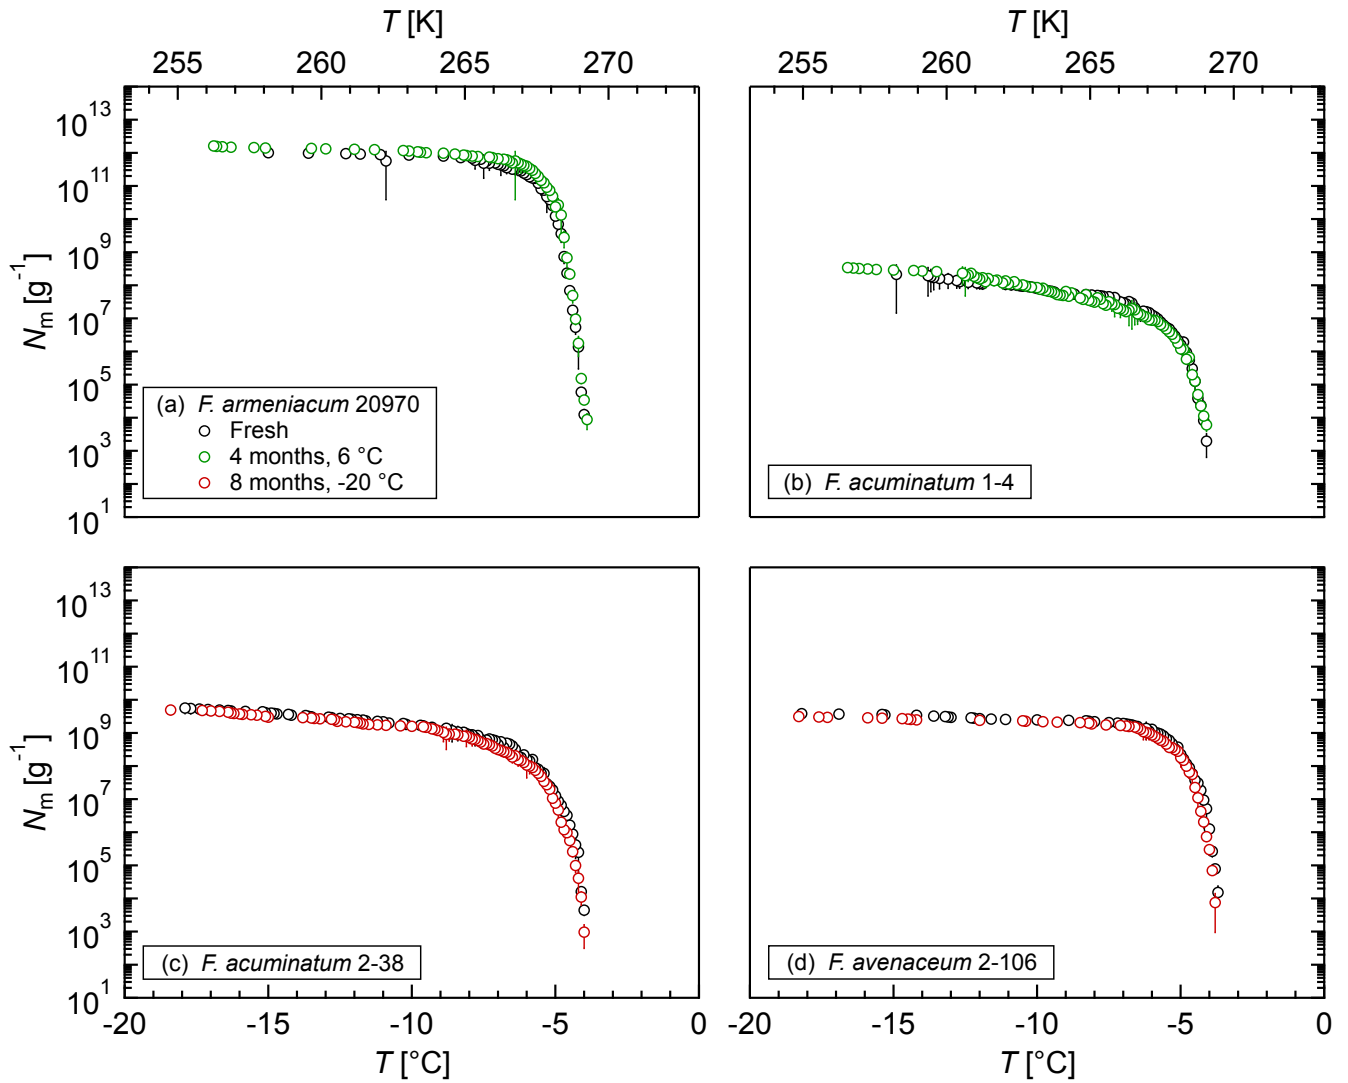 T [K]
T [K]
255 260 265 270
255 260 265 270
10^13
10^11
10^9
10^7
10^5
10^3
10^1
N_m [g^-1]
(a) F. armeniacum 20970
Fresh
4 months, 6 °C
8 months, -20 °C
(b) F. acuminatum 1-4
10^13
10^11
10^9
10^7
10^5
10^3
10^1
N_m [g^-1]
(c) F. acuminatum 2-38
(d) F. avenaceum 2-106
-20 -15 -10 -5 -20 -15 -10 -5 0
T [°C]
T [°C]